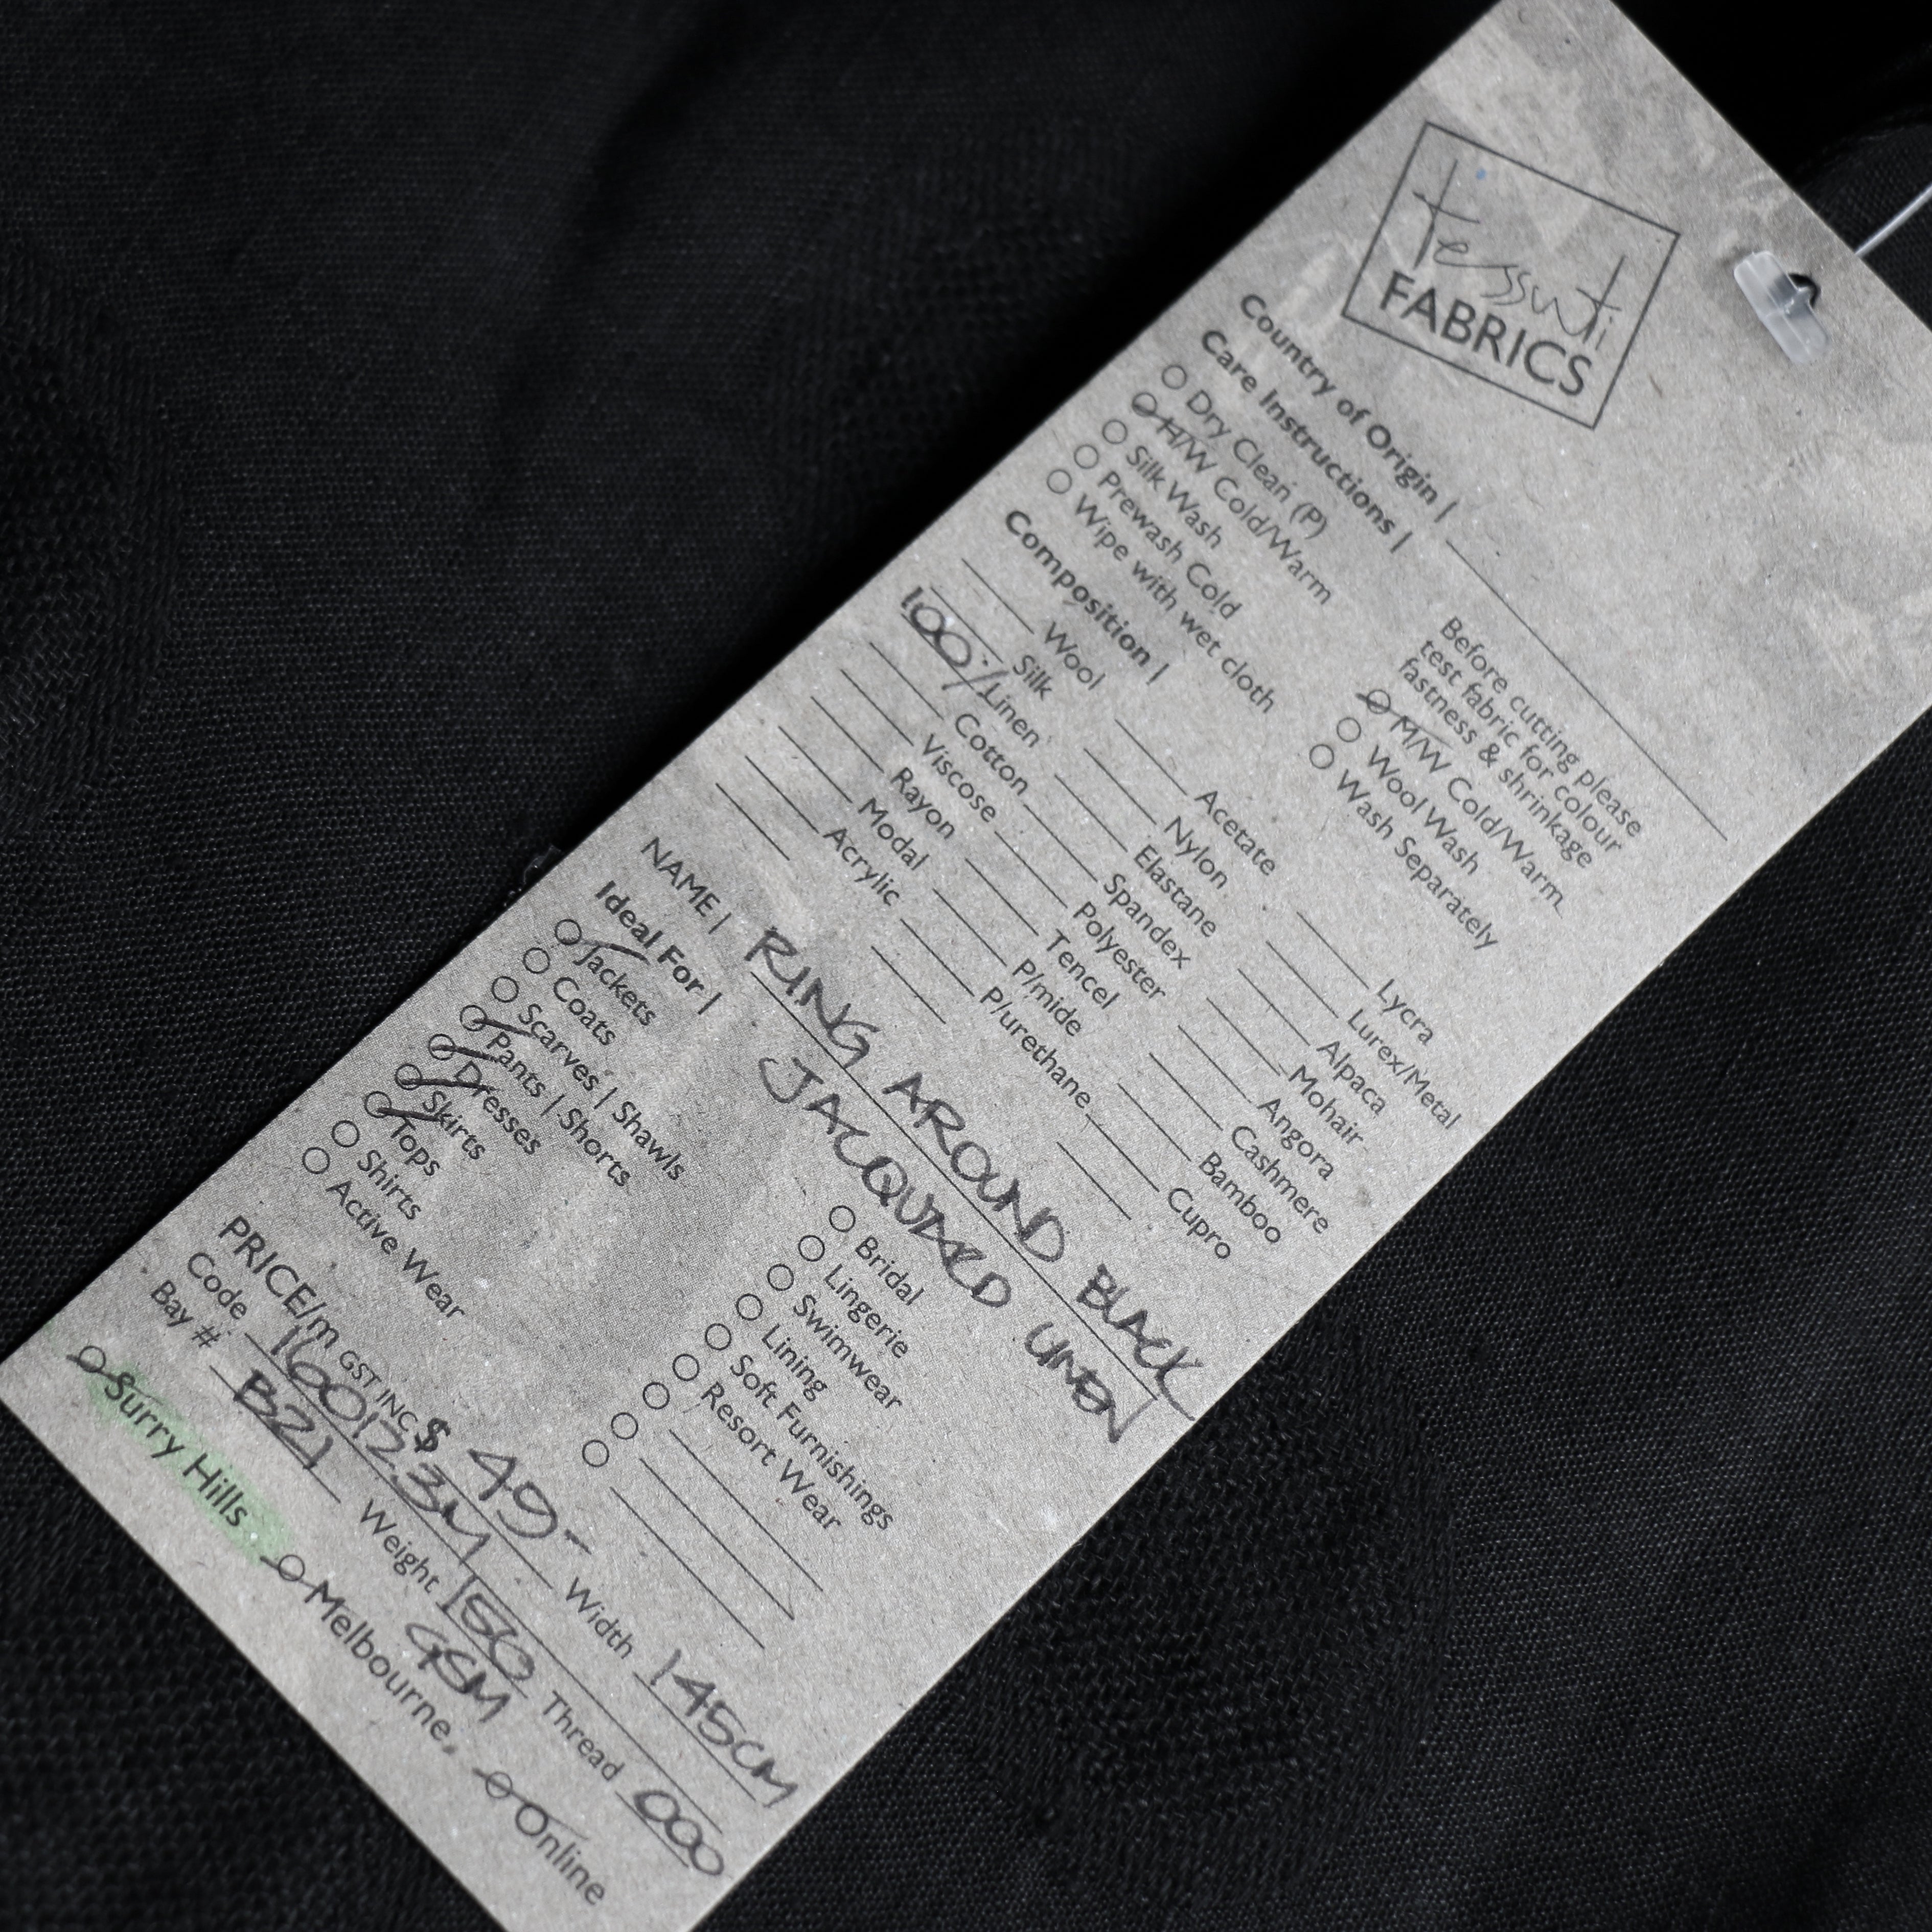 tessuti
FABRICS
Country of Origin |
Care Instructions |
Dry Clean (P)
H/W Cold/Warm
Silk Wash
Prewash Cold
Wipe with wet cloth
Before cutting please
test fabric for colour
fastness & shrinkage
M/W Cold/Warm
Wool Wash
Wash Separately
Composition |
Wool
Silk
100% Linen
Cotton
Viscose
Rayon
Modal
Acrylic
Acetate
Nylon
Elastane
Spandex
Polyester
Tencel
P/mide
P/urethane
Lycra
Lurex/Metal
Alpaca
Mohair
Angora
Cashmere
Bamboo
Cupro
NAME | RING AROUND BLACK
JACQUARD LINEN
Ideal For |
Jackets
Coats
Scarves | Shawls
Pants | Shorts
Dresses
Skirts
Tops
Shirts
Active Wear
Bridal
Lingerie
Swimwear
Lining
Soft Furnishings
Resort Wear
PRICE/m GST INC $ 49- Width 145CM
Code 160123M Weight 150 GSM Thread 000
Bay # B21
Surry Hills Melbourne Online